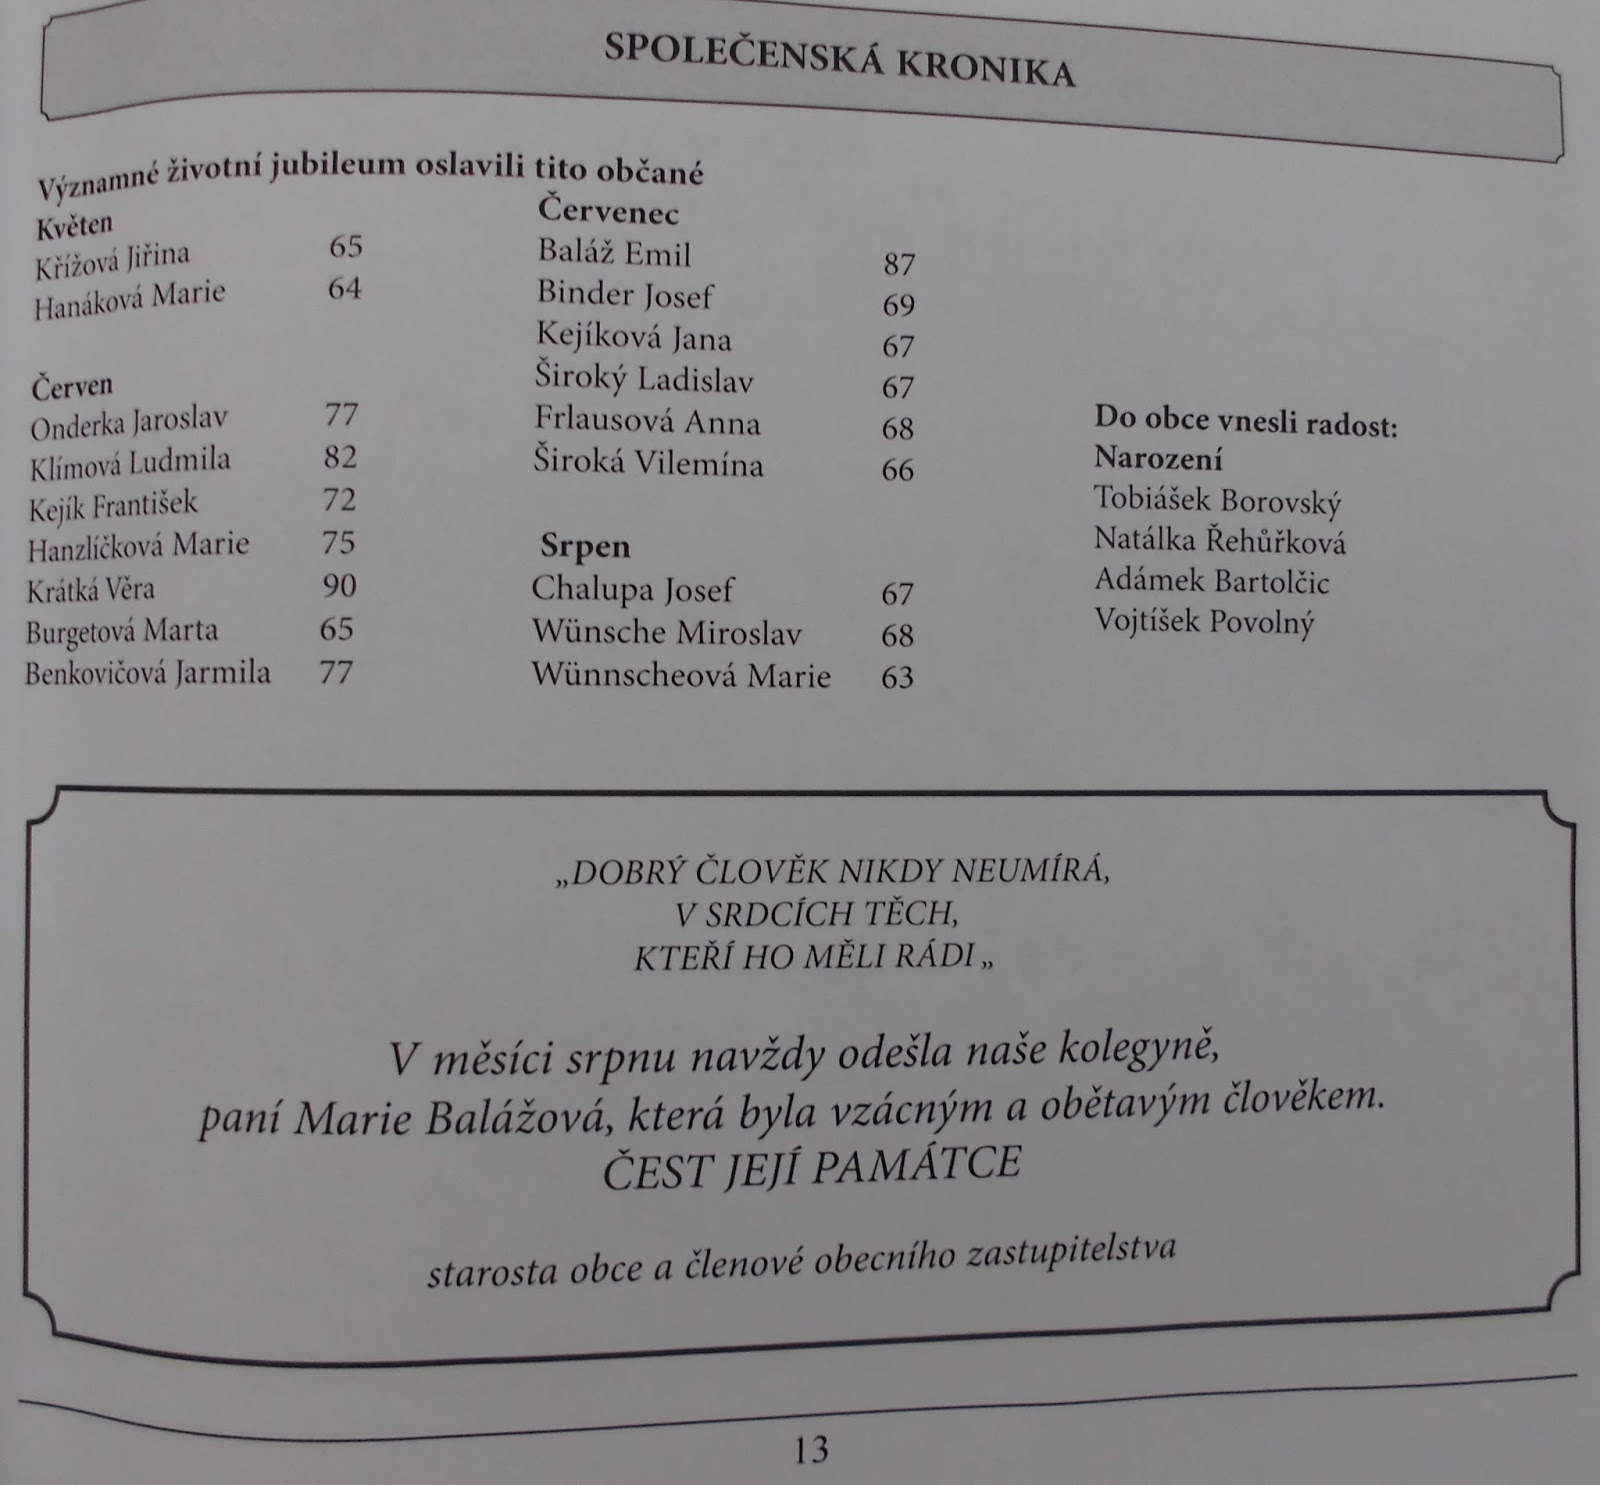 SPOLEČENSKÁ KRONIKA
Významné životní jubileum oslavili tito občané
Květen
Křížová Jiřina 65
Hanáková Marie 64
Červen
Onderka Jaroslav 77
Klímová Ludmila 82
Kejík František 72
Hanzlíčková Marie 75
Krátká Věra 90
Burgetová Marta 65
Benkovičová Jarmila 77
Červenec
Baláž Emil 87
Binder Josef 69
Kejíková Jana 67
Široký Ladislav 67
Frlausová Anna 68
Široká Vilemína 66
Srpen
Chalupa Josef 67
Wünsche Miroslav 68
Wünnscheová Marie 63
Do obce vnesli radost:
Narození
Tobiášek Borovský
Natálka Řehůřková
Adámek Bartolčic
Vojtíšek Povolný
„DOBRÝ ČLOVĚK NIKDY NEUMÍRÁ,
V SRDCÍCH TĚCH,
KTEŘÍ HO MĚLI RÁDI „
V měsíci srpnu navždy odešla naše kolegyně,
paní Marie Balážová, která byla vzácným a obětavým člověkem.
ČEST JEJÍ PAMÁTCE
starosta obce a členové obecního zastupitelstva
13